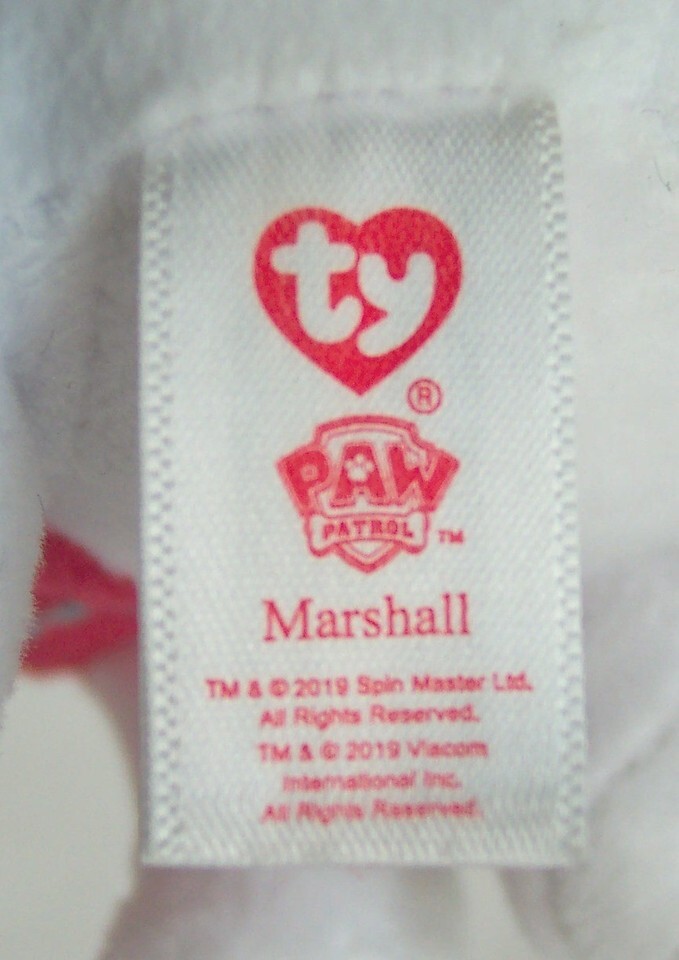 ty
®
PAW
PATROL ™
Marshall
TM & © 2019 Spin Master Ltd.
All Rights Reserved.
TM & © 2019 Viacom
International Inc.
All Rights Reserved.